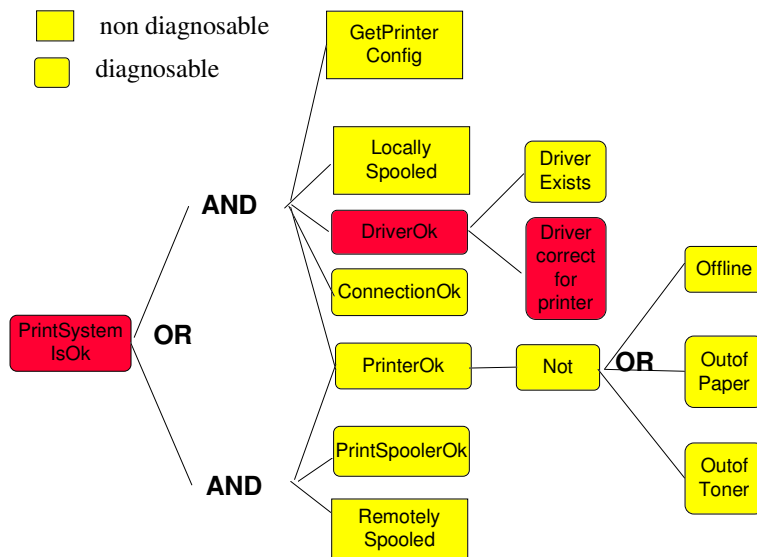 non diagnosable
diagnosable
GetPrinter
Config
Locally
Spooled
Driver
Exists
AND
DriverOk
Driver
correct
for
printer
Offline
ConnectionOk
PrintSystem
IsOk
OR
PrinterOk
Not
OR
Outof
Paper
PrintSpoolerOk
AND
Outof
Toner
Remotely
Spooled